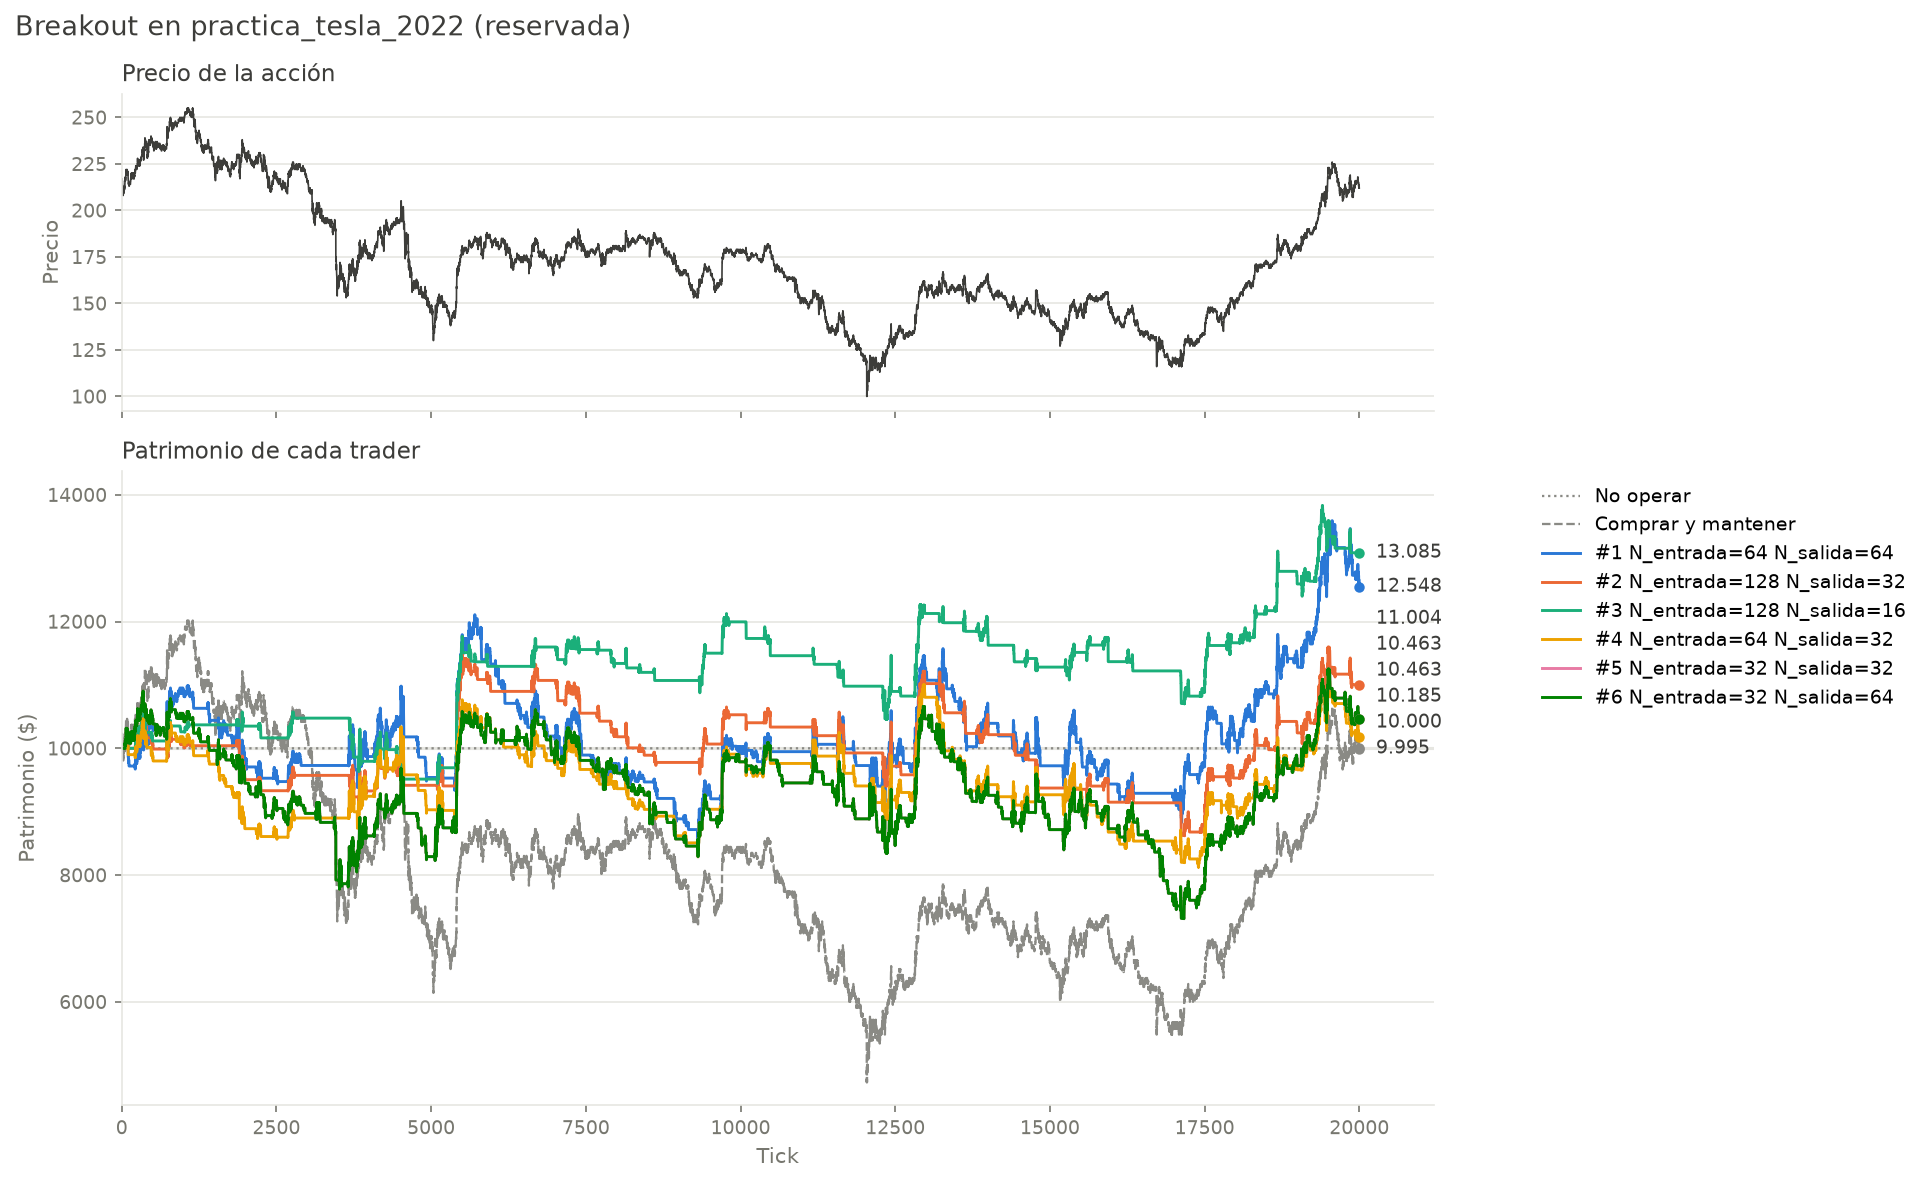 Breakout en practica_tesla_2022 (reservada)
Precio de la acción
Precio
250
225
200
175
150
125
100
Patrimonio de cada trader
Patrimonio ($)
14000
12000
10000
8000
6000
13.085
12.548
11.004
10.463
10.463
10.185
10.000
9.995
0
2500
5000
7500
10000
12500
15000
17500
20000
Tick
No operar
Comprar y mantener
#1 N_entrada=64 N_salida=64
#2 N_entrada=128 N_salida=32
#3 N_entrada=128 N_salida=16
#4 N_entrada=64 N_salida=32
#5 N_entrada=32 N_salida=32
#6 N_entrada=32 N_salida=64